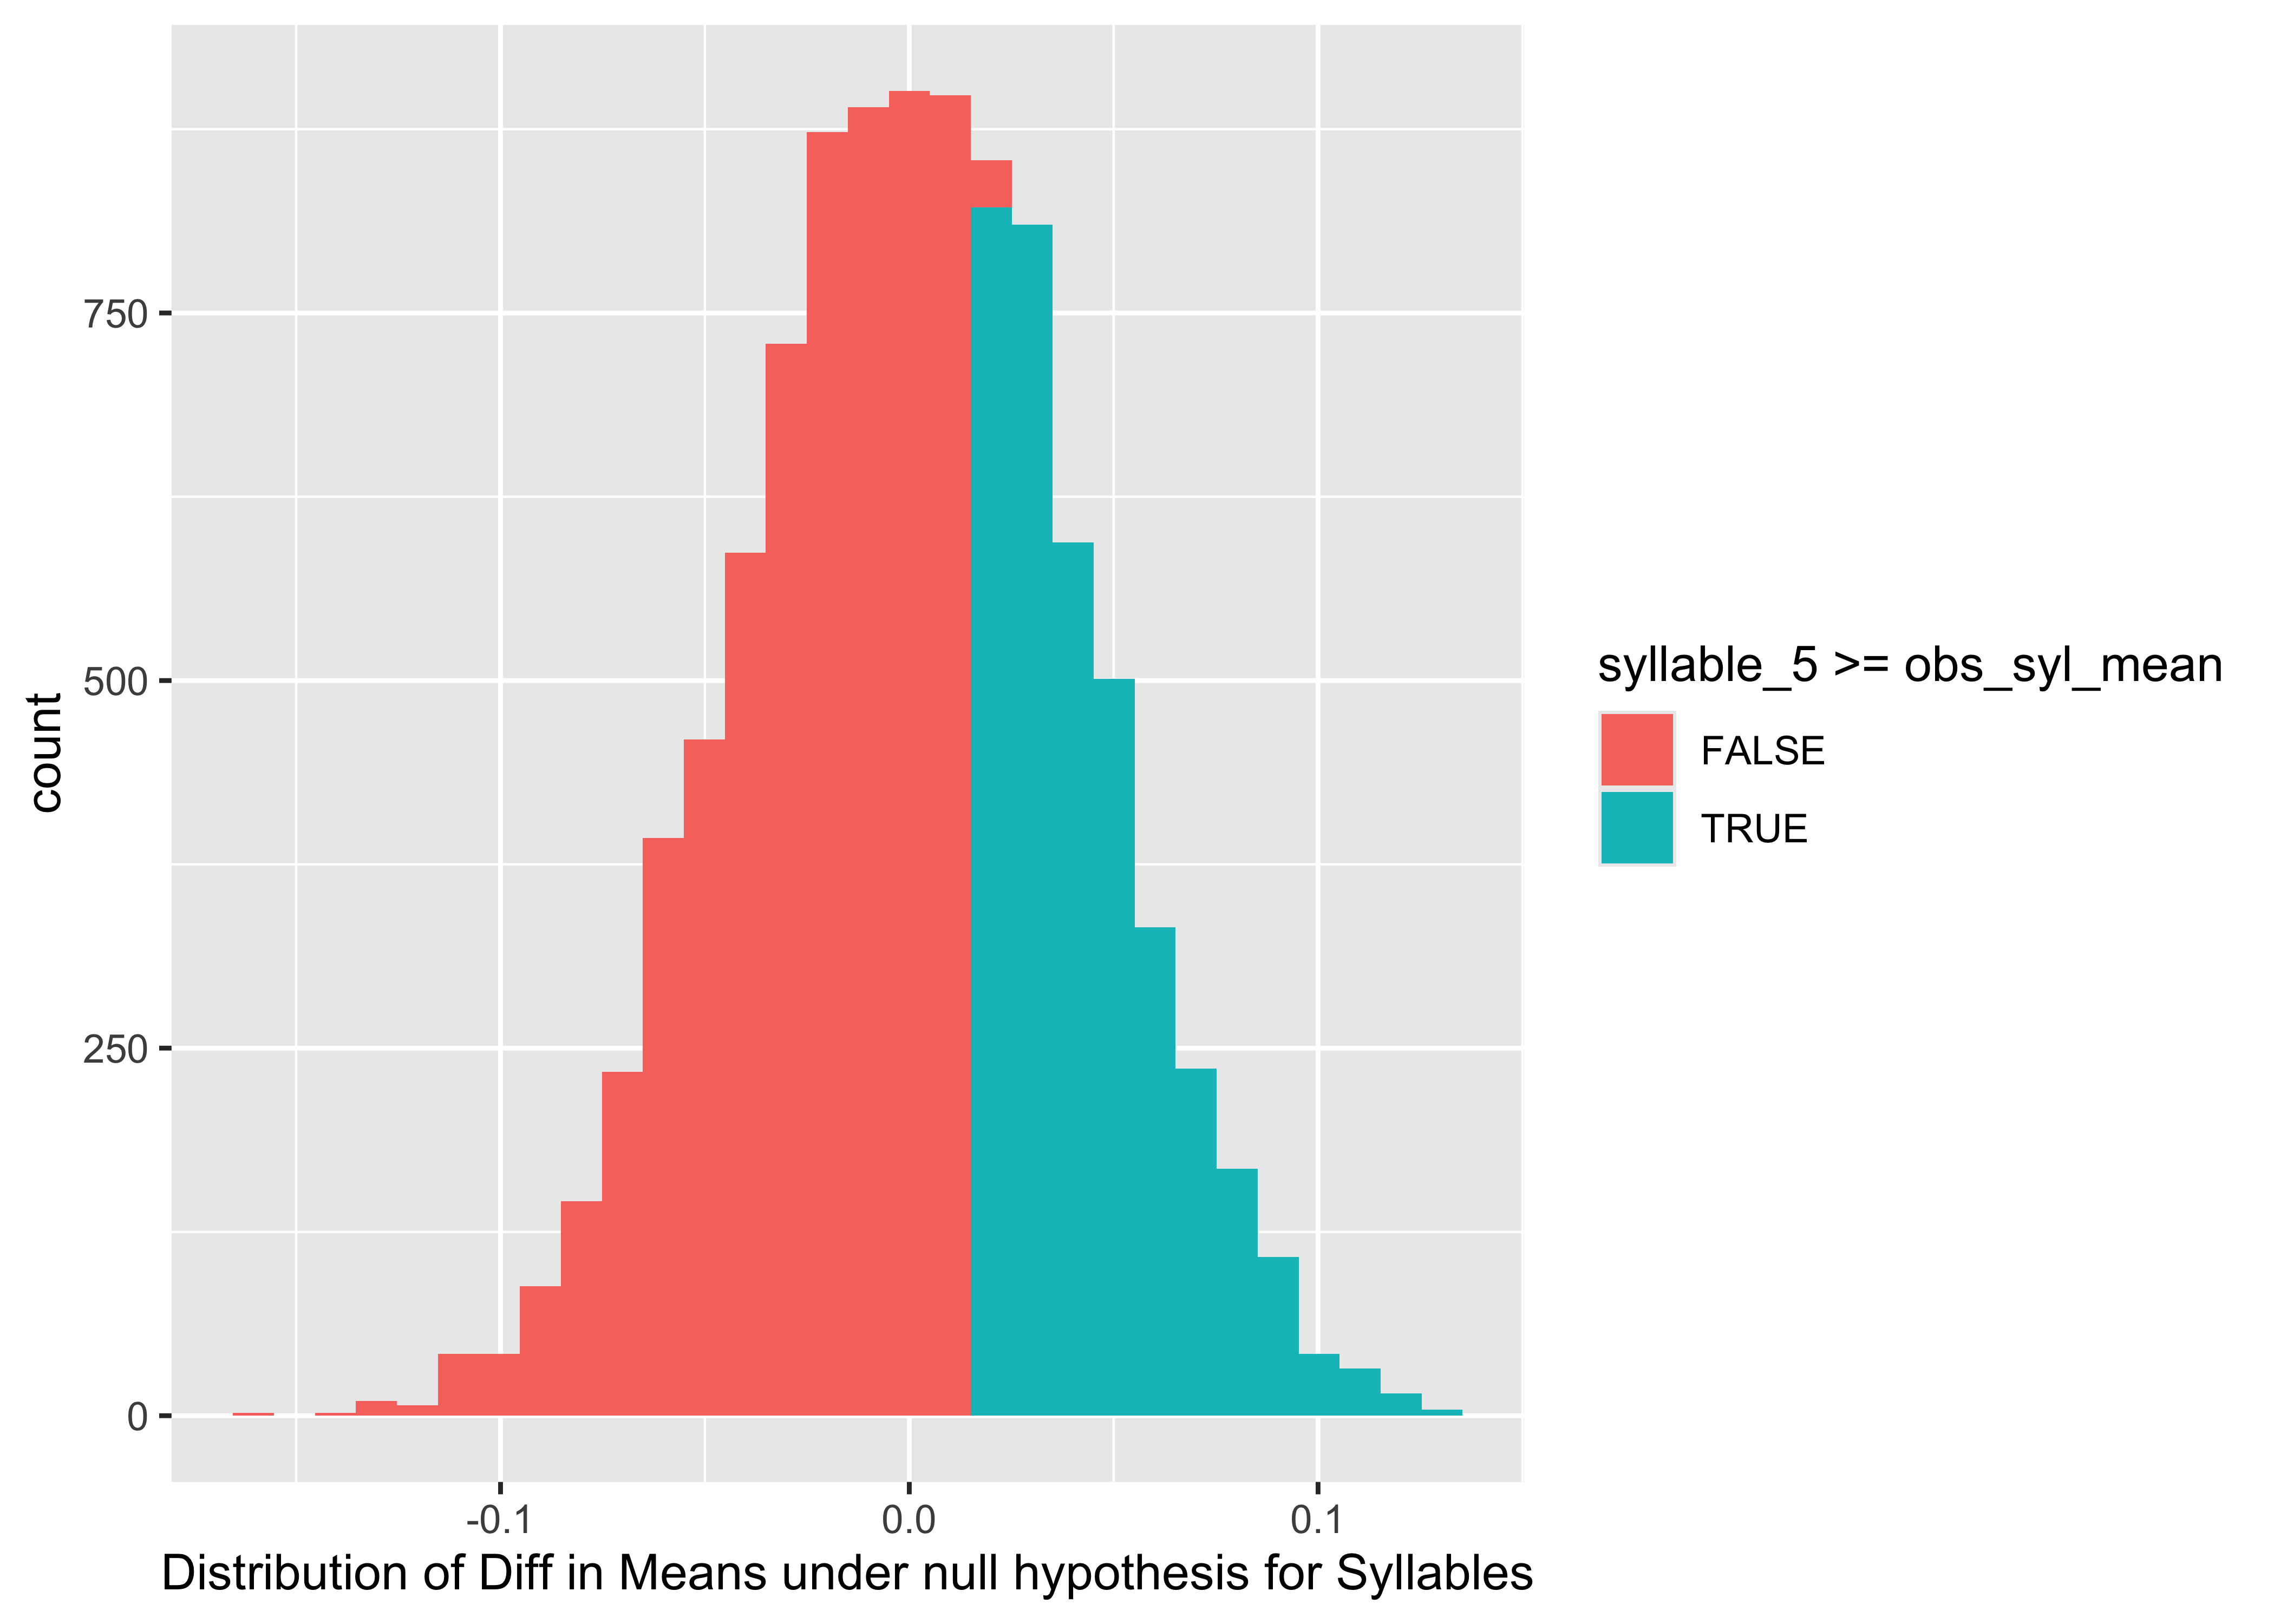 count
750
500
250
0
-0.1
0.0
0.1
Distribution of Diff in Means under null hypothesis for Syllables
syllable_5 >= obs_syl_mean
FALSE
TRUE